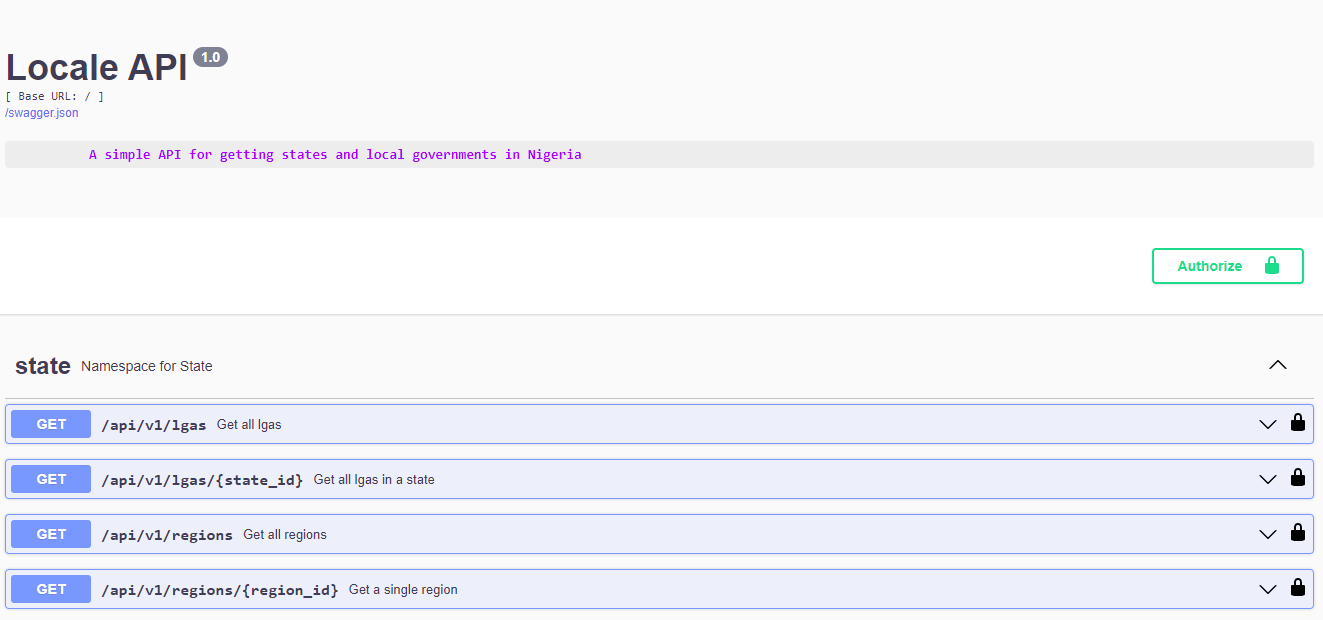 Locale API 1.0
[ Base URL: / ]
/swagger.json
A simple API for getting states and local governments in Nigeria
Authorize
state Namespace for State
GET /api/v1/lgas Get all lgas
GET /api/v1/lgas/{state_id} Get all lgas in a state
GET /api/v1/regions Get all regions
GET /api/v1/regions/{region_id} Get a single region